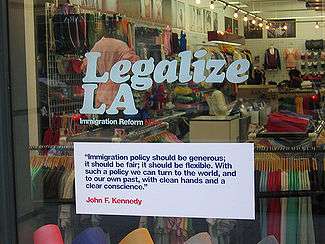 Legalize
LA
Immigration Reform Now
"Immigration policy should be generous;
it should be fair; it should be flexible. With
such a policy we can turn to the world, and
to our own past, with clean hands and a
clear conscience."
John F. Kennedy